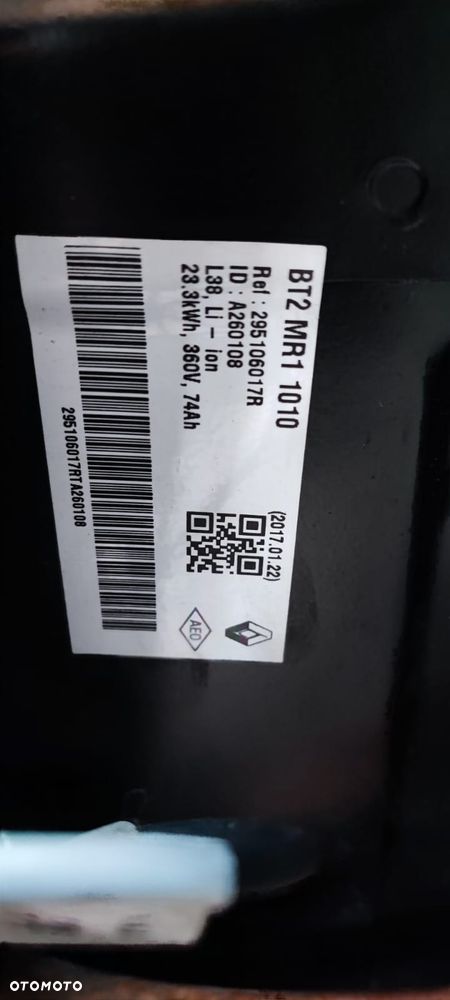 BT2 MR1 1010
Ref : 295106017R
ID : A260108
L38, Li - ion
23.3kWh, 360V, 74Ah
(2017.01.22)
AEO
295106017RTA260108
OTOMOTO